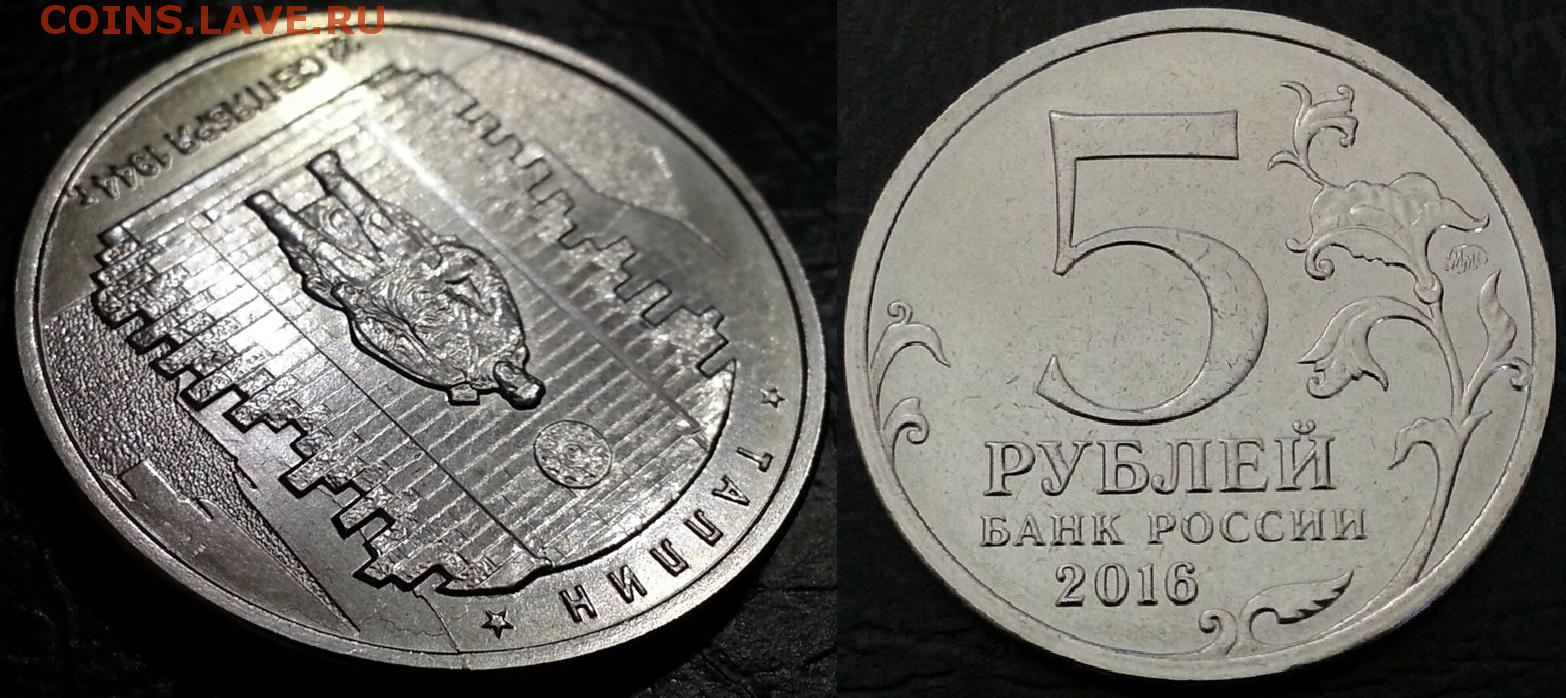 COINS.LAVE.RU
22 СЕНТЯБРЯ 1944 г.
ТАЛЛИН
5
РУБЛЕЙ
БАНК РОССИИ
2016